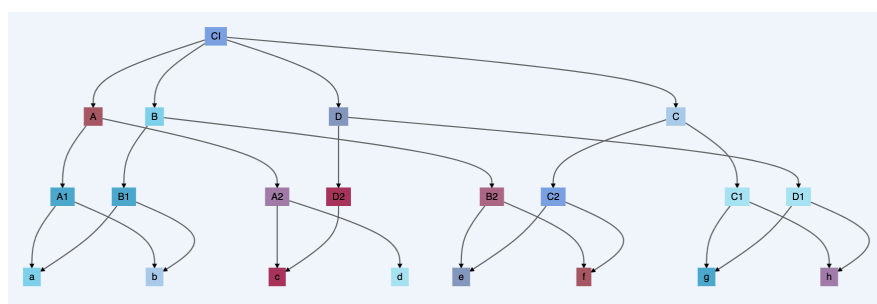 CI
A B D C
A1 B1 A2 D2 B2 C2 C1 D1
a b c d e f g h